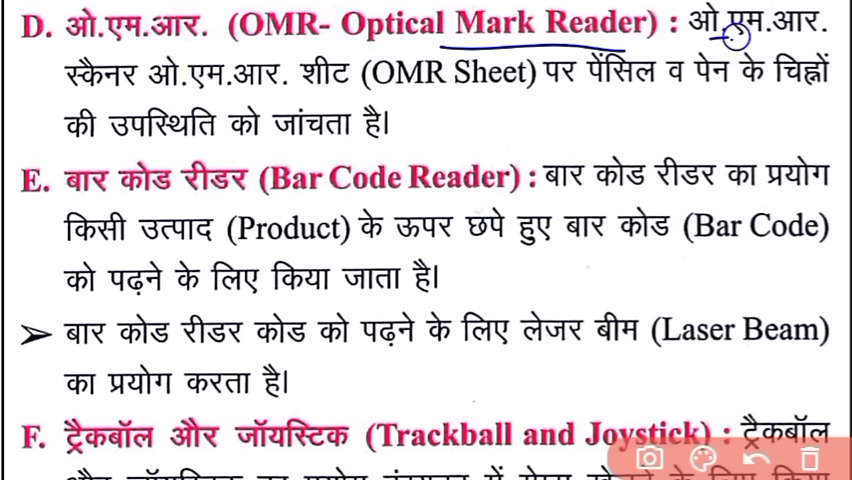 D. ओ.एम.आर. (OMR- Optical Mark Reader) : ओ.एम.आर.
स्कैनर ओ.एम.आर. शीट (OMR Sheet) पर पेंसिल व पेन के चिह्नों
की उपस्थिति को जांचता है।
E. बार कोड रीडर (Bar Code Reader) : बार कोड रीडर का प्रयोग
किसी उत्पाद (Product) के ऊपर छपे हुए बार कोड (Bar Code)
को पढ़ने के लिए किया जाता है।
➢ बार कोड रीडर कोड को पढ़ने के लिए लेजर बीम (Laser Beam)
का प्रयोग करता है।
F. ट्रैकबॉल और जॉयस्टिक (Trackball and Joystick) : ट्रैकबॉल